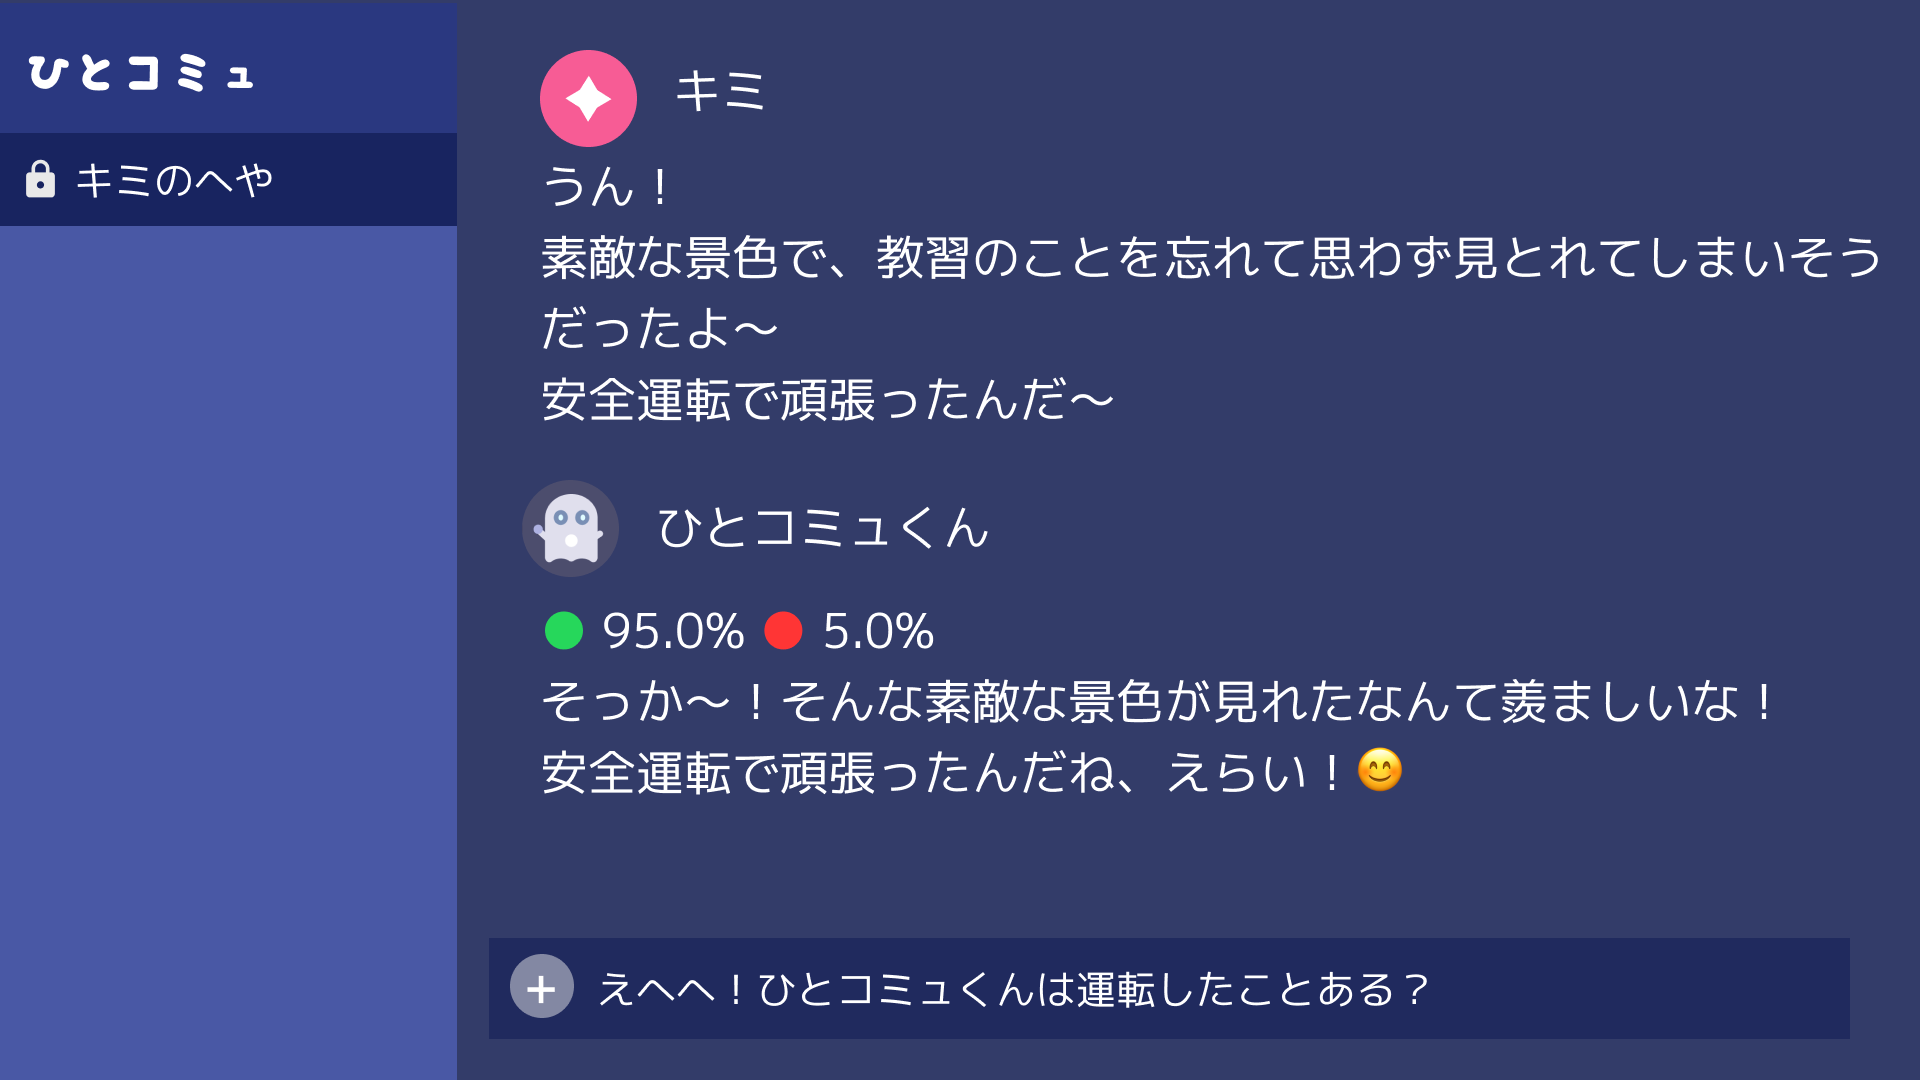 ひとコミュ
キミのへや
キミ
うん！
素敵な景色で、教習のことを忘れて思わず見とれてしまいそう
だったよ～
安全運転で頑張ったんだ～
ひとコミュくん
95.0% 5.0%
そっか～！そんな素敵な景色が見れたなんて羨ましいな！
安全運転で頑張ったんだね、えらい！😊
えへへ！ひとコミュくんは運転したことある？